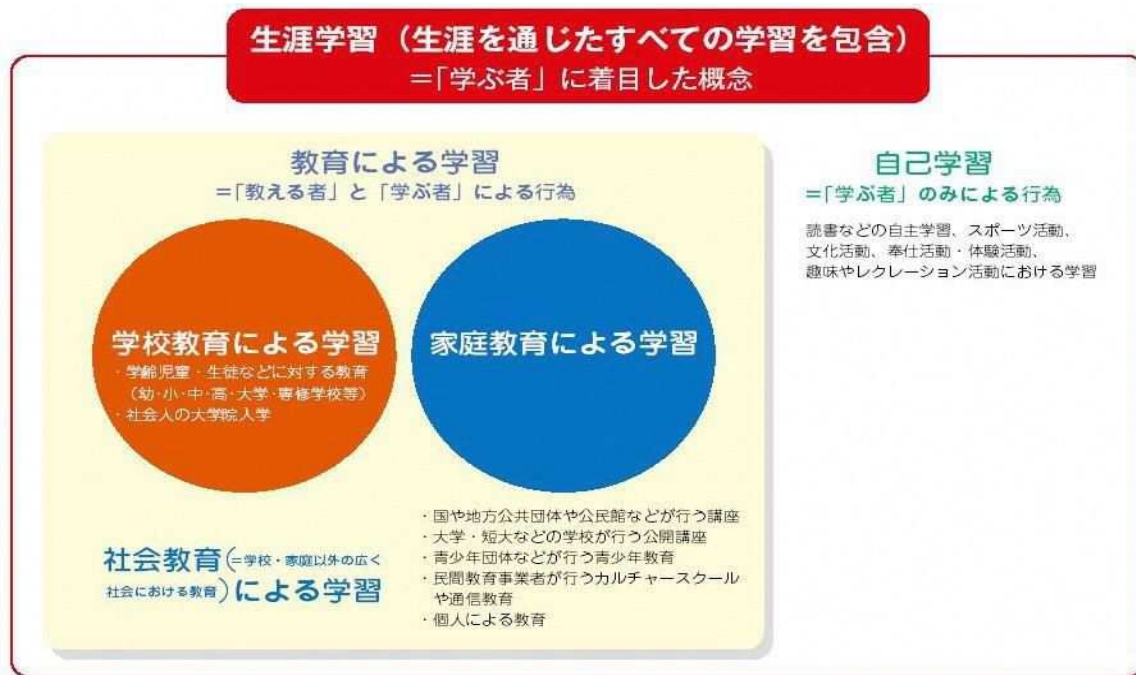 生涯学習（生涯を通じたすべての学習を包含）
＝「学ぶ者」に着目した概念
教育による学習
＝「教える者」と「学ぶ者」による行為
学校教育による学習
・学齢児童・生徒などに対する教育
（幼・小・中・高・大学・専修学校等）
・社会人の大学院入学
家庭教育による学習
社会教育（＝学校・家庭以外の広く
社会における教育）による学習
・国や地方公共団体や公民館などが行う講座
・大学・短大などの学校が行う公開講座
・青少年団体などが行う青少年教育
・民間教育事業者が行うカルチャースクール
や通信教育
・個人による教育
自己学習
＝「学ぶ者」のみによる行為
読書などの自主学習、スポーツ活動、
文化活動、奉仕活動・体験活動、
趣味やレクレーション活動における学習